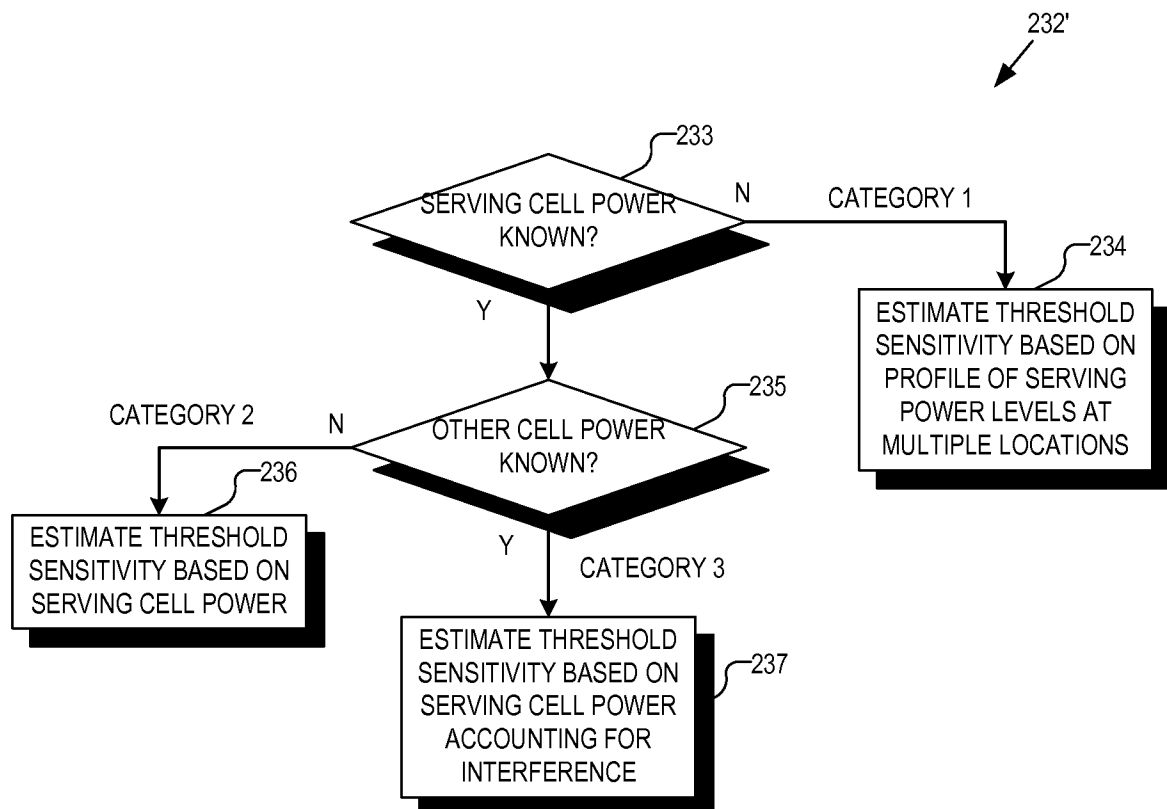 232'
233
SERVING CELL POWER
KNOWN?
N
CATEGORY 1
234
ESTIMATE THRESHOLD
SENSITIVITY BASED ON
PROFILE OF SERVING
POWER LEVELS AT
MULTIPLE LOCATIONS
Y
235
OTHER CELL POWER
KNOWN?
CATEGORY 2
N
236
ESTIMATE THRESHOLD
SENSITIVITY BASED ON
SERVING CELL POWER
Y
CATEGORY 3
ESTIMATE THRESHOLD
SENSITIVITY BASED ON
SERVING CELL POWER
ACCOUNTING FOR
INTERFERENCE
237